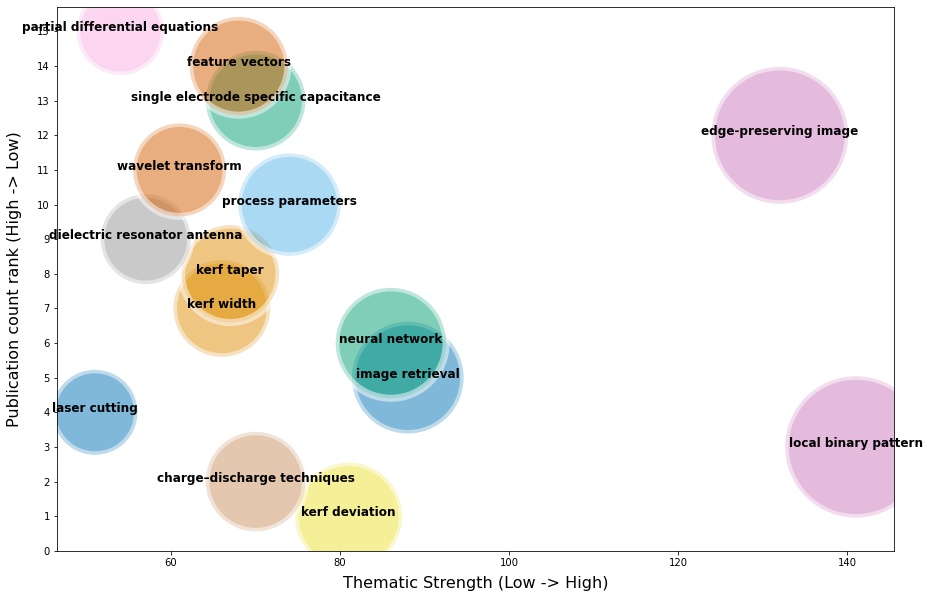 partial differential equations
15
feature vectors
14
single electrode specific capacitance
13
edge-preserving image
12
wavelet transform
11
process parameters
10
dielectric resonator antenna
9
kerf taper
8
kerf width
7
neural network
6
image retrieval
5
laser cutting
4
local binary pattern
3
charge–discharge techniques
2
kerf deviation
1
0
60
80
100
120
140
Thematic Strength (Low -> High)
Publication count rank (High -> Low)